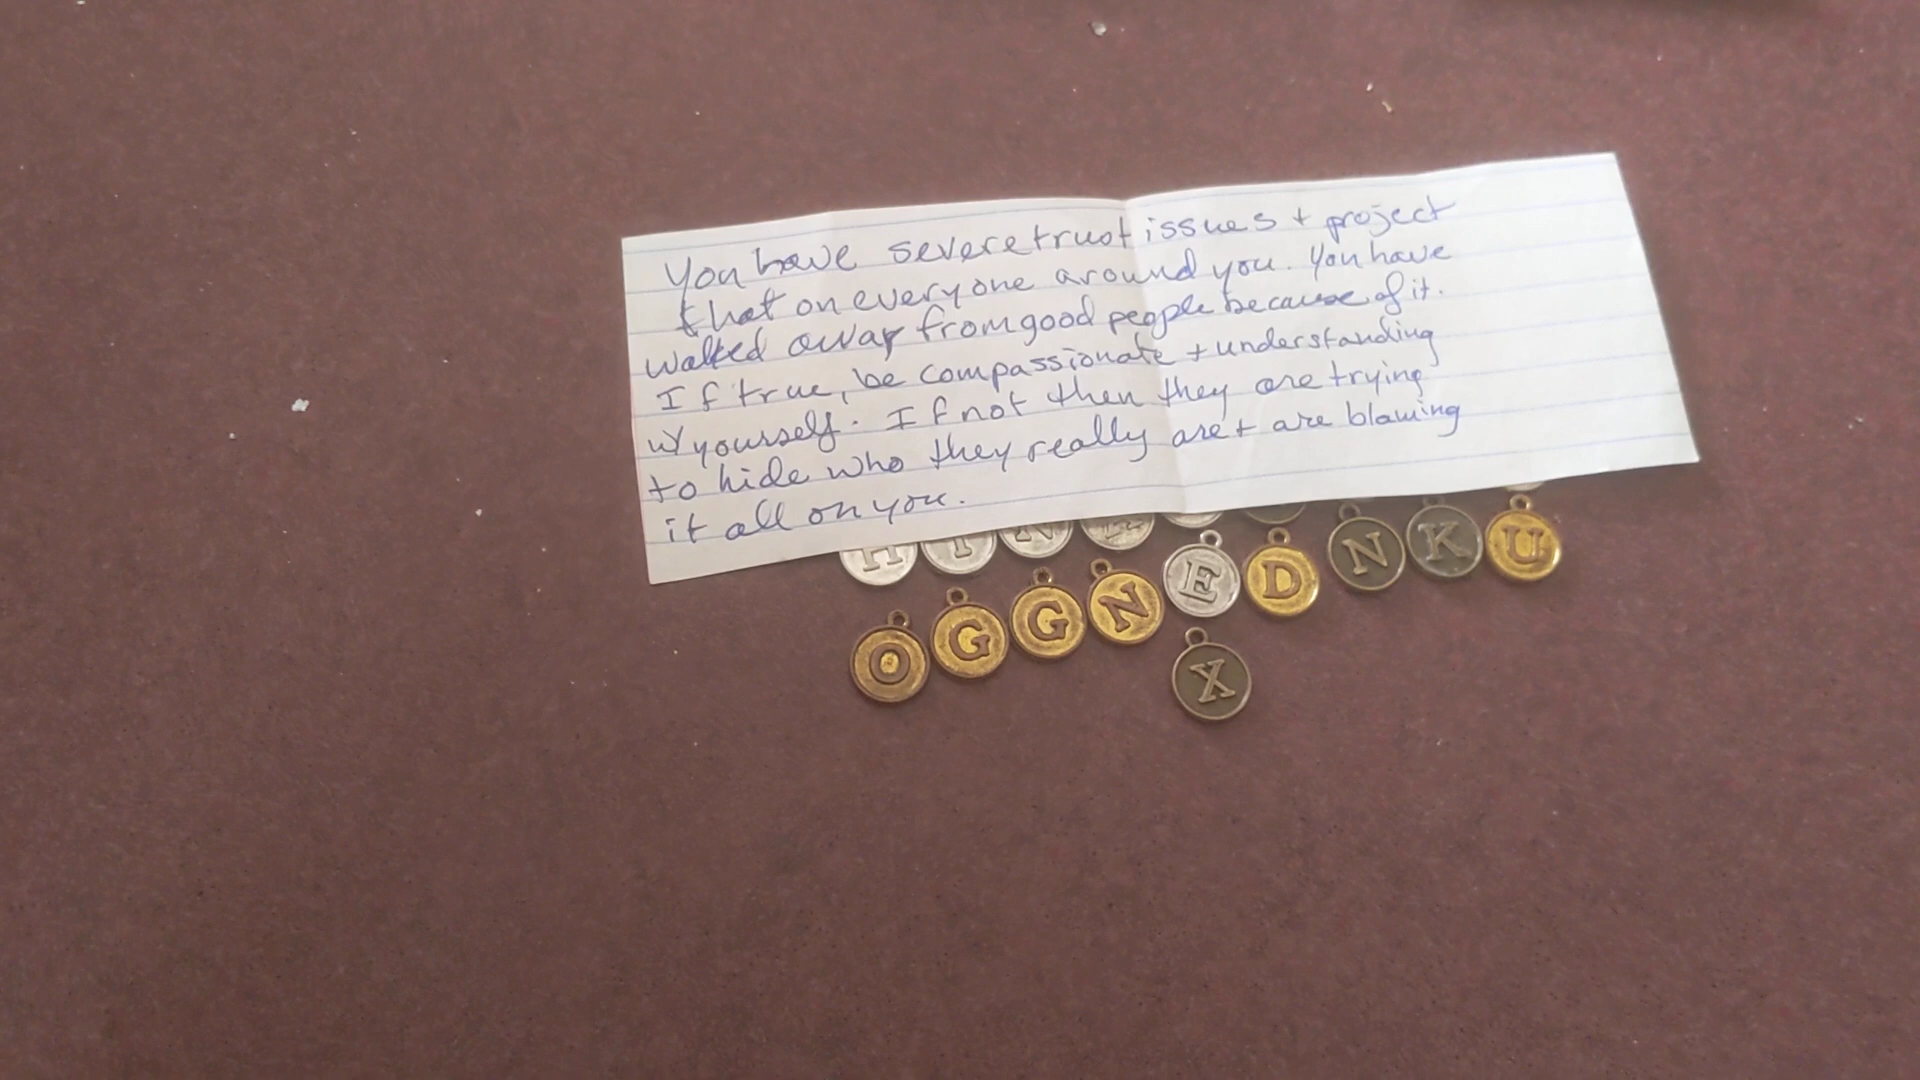 You have severe trust issues + project
that on everyone around you. You have
walked away from good people because of it.
If true, be compassionate + understanding
w/ yourself. If not then they are trying
to hide who they really are + are blaming
it all on you.
H I N
E D N K U
O G G N
X